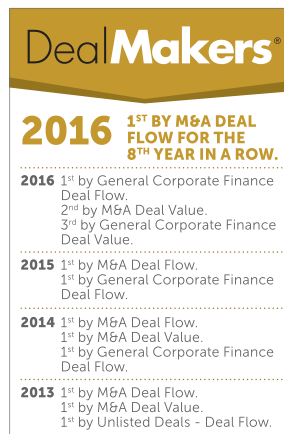 DealMakers®
2016 1ST BY M&A DEAL
FLOW FOR THE
8TH YEAR IN A ROW.
2016 1st by General Corporate Finance
Deal Flow.
2nd by M&A Deal Value.
3rd by General Corporate Finance
Deal Value.
2015 1st by M&A Deal Flow.
1st by General Corporate Finance
Deal Flow.
2014 1st by M&A Deal Flow.
1st by M&A Deal Value.
1st by General Corporate Finance
Deal Flow.
2013 1st by M&A Deal Flow.
1st by M&A Deal Value.
1st by Unlisted Deals - Deal Flow.